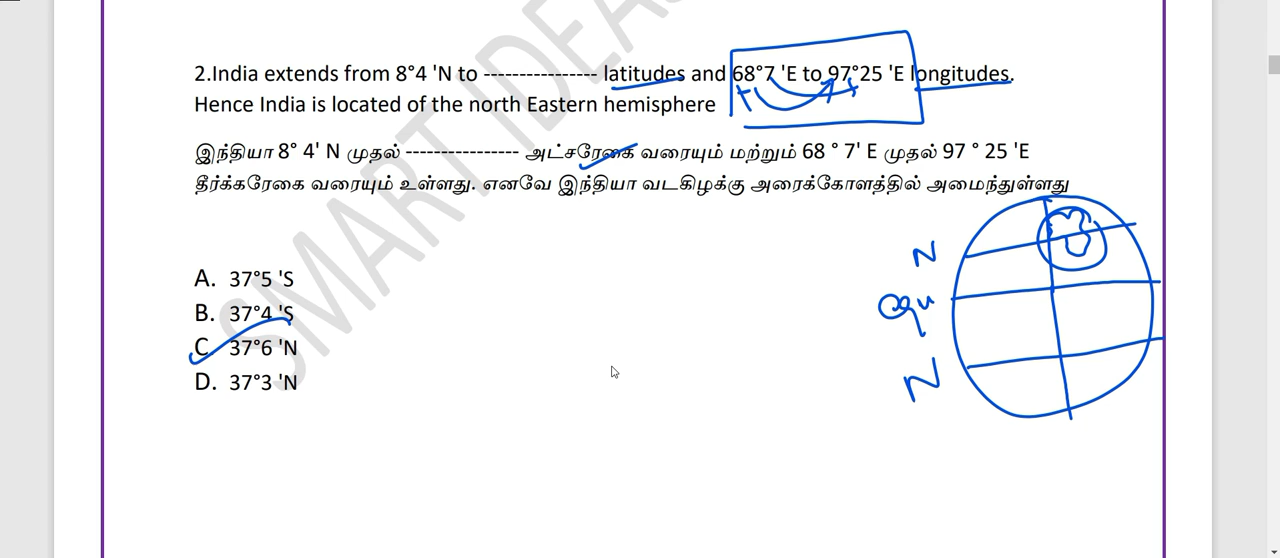 2.India extends from 8°4 'N to ---------------- latitudes and 68°7 'E to 97°25 'E longitudes.
Hence India is located of the north Eastern hemisphere
இந்தியா 8° 4' N முதல் ---------------- அட்சரேகை வரையும் மற்றும் 68 ° 7' E முதல் 97 ° 25 'E
தீர்க்கரேகை வரையும் உள்ளது. எனவே இந்தியா வடகிழக்கு அரைக்கோளத்தில் அமைந்துள்ளது
A. 37°5 'S
B. 37°4 'S
C. 37°6 'N
D. 37°3 'N
N
equ
N
SMART IDEAS